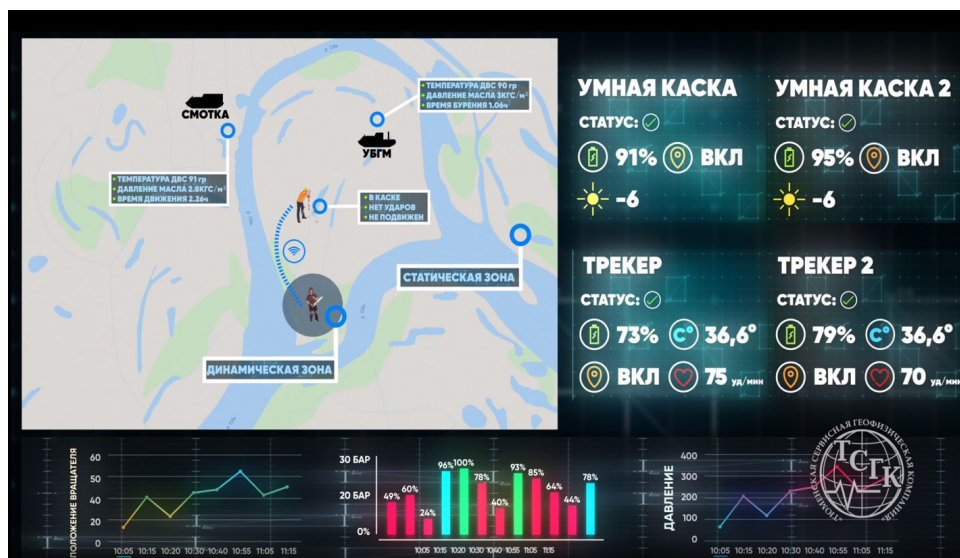 СМОТКА
• ТЕМПЕРАТУРА ДВС 90 гр
• ДАВЛЕНИЕ МАСЛА 3КГС/м²
• ВРЕМЯ БУРЕНИЯ 1.06ч
УБГМ
• ТЕМПЕРАТУРА ДВС 91 гр
• ДАВЛЕНИЕ МАСЛА 2.8КГС/м²
• ВРЕМЯ ДВИЖЕНИЯ 2.26ч
• В КАСКЕ
• НЕТ УДАРОВ
• НЕ ПОДВИЖЕН
СТАТИЧЕСКАЯ ЗОНА
ДИНАМИЧЕСКАЯ ЗОНА
УМНАЯ КАСКА
СТАТУС:
91% ВКЛ
-6
УМНАЯ КАСКА 2
СТАТУС:
95% ВКЛ
-6
ТРЕКЕР
СТАТУС:
73% C° 36,6°
ВКЛ 75 уд/мин
ТРЕКЕР 2
СТАТУС:
79% C° 36,6°
ВКЛ 70 уд/мин
ПОЛОЖЕНИЕ ВРАЩАТЕЛЯ
60
50
40
20
0
10:05 10:15 10:20 10:30 10:40 10:55 11:05 11:15
30 БАР
20 БАР
0%
49% 60% 24% 96% 100% 78% 40% 93% 85% 64% 44% 78%
10:05 10:15 10:20 10:30 10:40 10:55 11:05 11:15
ДАВЛЕНИЕ
400
300
200
100
0
10:05 10:15 10:20 10:30 10:40 10:55 11:05 11:15
ТЮМЕНСКАЯ СЕРВИСНАЯ ГЕОФИЗИЧЕСКАЯ КОМПАНИЯ
ТСГК